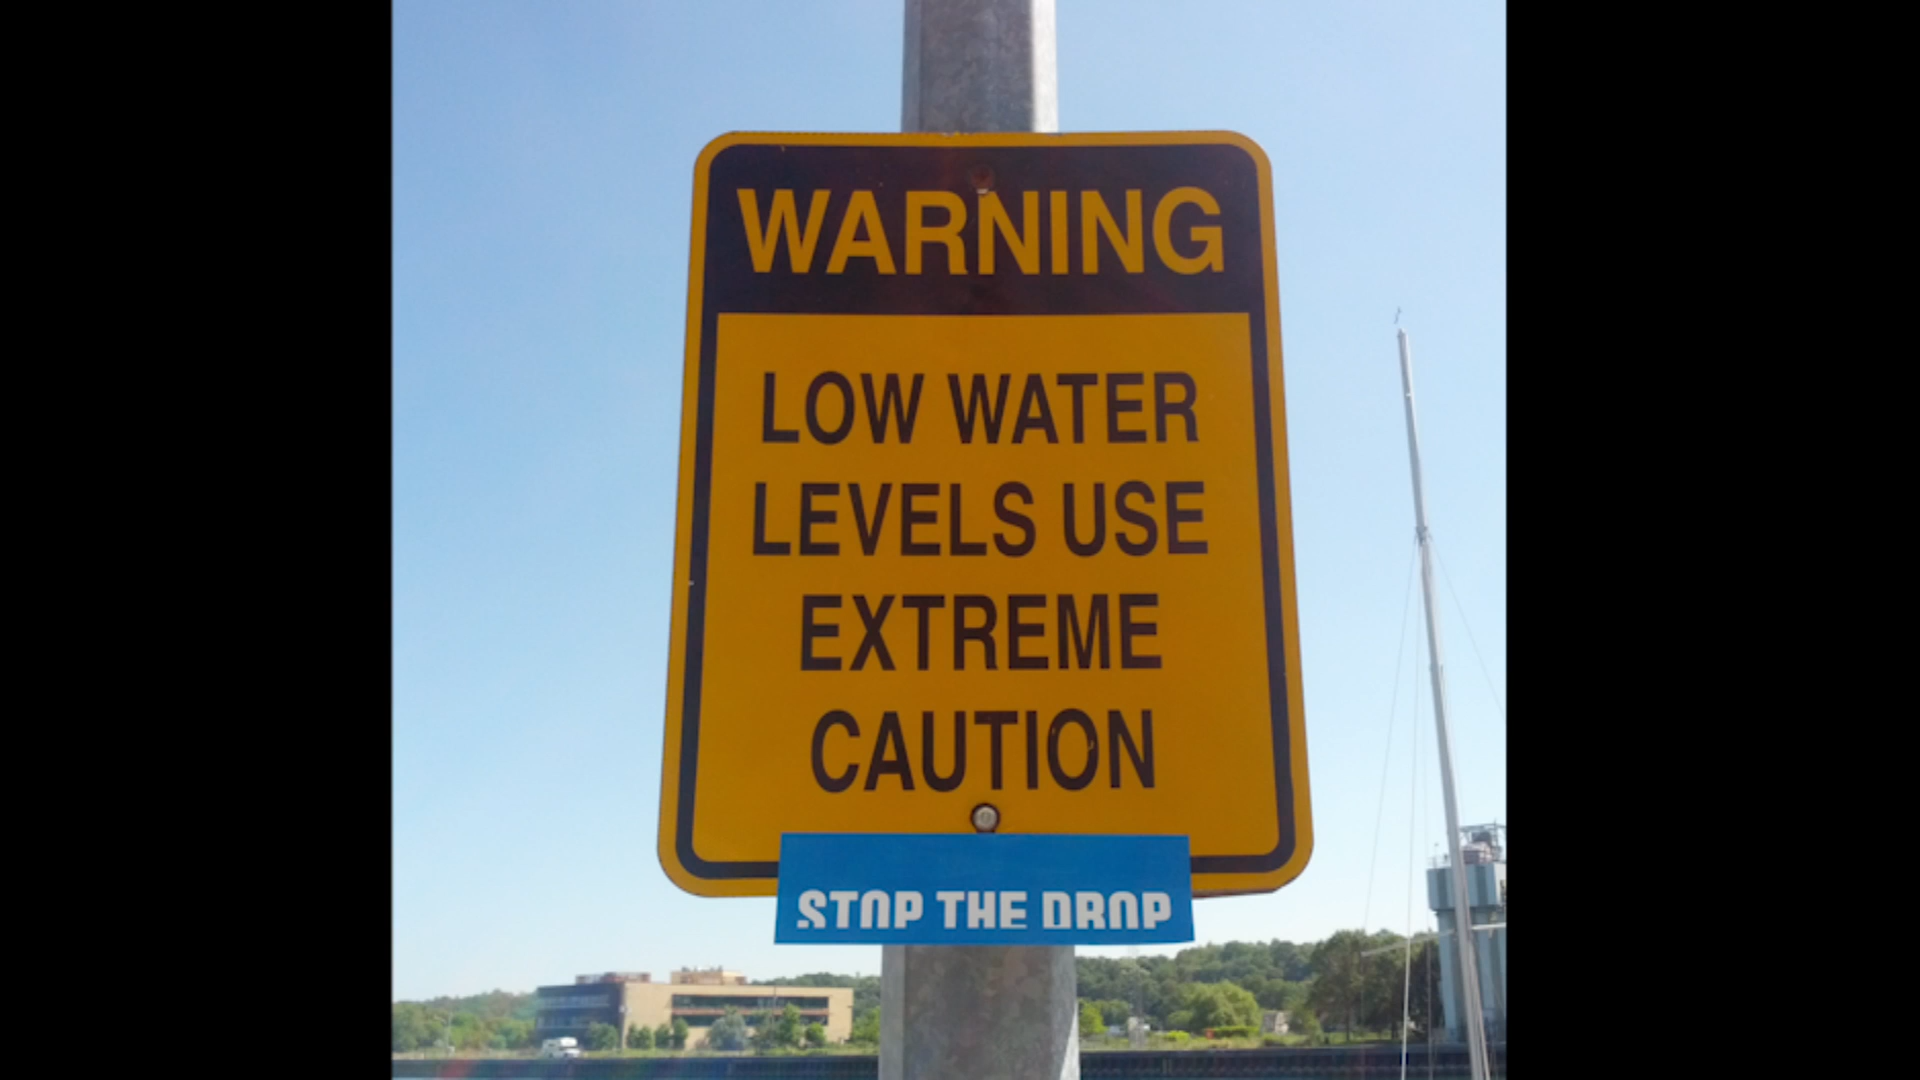 WARNING
LOW WATER
LEVELS USE
EXTREME
CAUTION
STOP THE DROP